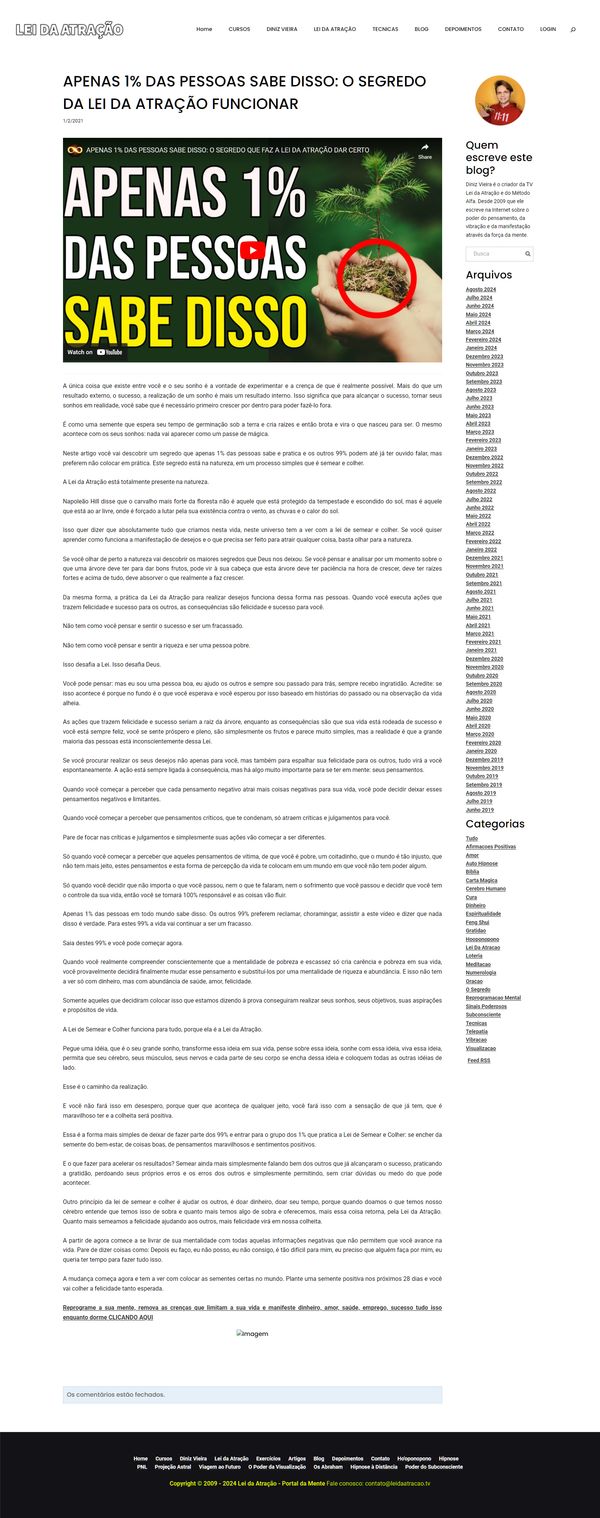 LEI DA ATRAÇÃO
Home CURSOS DINIZ VIEIRA LEI DA ATRAÇÃO TECNICAS BLOG DEPOIMENTOS CONTATO LOGIN
APENAS 1% DAS PESSOAS SABE DISSO: O SEGREDO
DA LEI DA ATRAÇÃO FUNCIONAR
1/2/2021
APENAS 1% DAS PESSOAS SABE DISSO: O SEGREDO QUE FAZ A LEI DA ATRAÇÃO DAR CERTO
Share
APENAS 1%
DAS PESSOAS
SABE DISSO
Watch on YouTube
A única coisa que existe entre você e o seu sonho é a vontade de experimentar e a crença de que é realmente possível. Mais do que um
resultado externo, o sucesso, a realização de um sonho é mais um resultado interno. Isso significa que para alcançar o sucesso, tornar seus
sonhos em realidade, você sabe que é necessário primeiro crescer por dentro para poder fazê-lo fora.
É como uma semente que espera seu tempo de germinação sob a terra e cria raízes e então brota e vira o que nasceu para ser. O mesmo
acontece com os seus sonhos: nada vai aparecer como um passe de mágica.
Neste artigo você vai descobrir um segredo que apenas 1% das pessoas sabe e pratica e os outros 99% podem até já ter ouvido falar, mas
preferem não colocar em prática. Este segredo está na natureza, em um processo simples que é semear e colher.
A Lei da Atração está totalmente presente na natureza.
Napoleão Hill disse que o carvalho mais forte da floresta não é aquele que está protegido da tempestade e escondido do sol, mas é aquele
que está ao ar livre, onde é forçado a lutar pela sua existência contra o vento, as chuvas e o calor do sol.
Isso quer dizer que absolutamente tudo que criamos nesta vida, neste universo tem a ver com a lei de semear e colher. Se você quiser
aprender como funciona a manifestação de desejos e o que precisa ser feito para atrair qualquer coisa, basta olhar para a natureza.
Se você olhar de perto a natureza vai descobrir os maiores segredos que Deus nos deixou. Se você pensar e analisar por um momento sobre o
que uma árvore deve ter para dar bons frutos, pode vir à sua cabeça que esta árvore deve ter paciência na hora de crescer, deve ter raízes
fortes e acima de tudo, deve absorver o que realmente a faz crescer.
Da mesma forma, a prática da Lei da Atração para realizar desejos funciona dessa forma nas pessoas. Quando você executa ações que
trazem felicidade e sucesso para os outros, as consequências são felicidade e sucesso para você.
Não tem como você pensar e sentir o sucesso e ser um fracassado.
Não tem como você pensar e sentir a riqueza e ser uma pessoa pobre.
Isso desafia a Lei. Isso desafia Deus.
Você pode pensar; mas eu sou uma pessoa boa, eu ajudo os outros e sempre sou passado para trás, sempre recebo ingratidão. Acredite: se
isso acontece é porque no fundo é o que você esperava e você esperou por isso baseado em histórias do passado ou na observação da vida
alheia.
As ações que trazem felicidade e sucesso seriam a raiz da árvore, enquanto as consequências são que sua vida está rodeada de sucesso e
você está sempre feliz, você se sente próspero e pleno, são simplesmente os frutos e parece muito simples, mas a realidade é que a grande
maioria das pessoas está inconscientemente dessa Lei.
Se você procurar realizar os seus desejos não apenas para você, mas também para espalhar sua felicidade para os outros, tudo virá a você
espontaneamente. A ação está sempre ligada à consequência, mas há algo muito importante para se ter em mente: seus pensamentos.
Quando você começar a perceber que cada pensamento negativo atrai mais coisas negativas para sua vida, você pode decidir deixar esses
pensamentos negativos e limitantes.
Quando você começar a perceber que pensamentos críticos, que te condenam, só atraem críticas e julgamentos para você.
Pare de focar nas críticas e julgamentos e simplesmente suas ações vão começar a ser diferentes.
Só quando você começar a perceber que aqueles pensamentos de vítima, de que você é pobre, um coitadinho, que o mundo é tão injusto, que
não tem mais jeito, estes pensamentos e esta forma de percepção da vida te colocam em um mundo em que você não tem poder algum.
Só quando você decidir que não importa o que você passou, nem o que te falaram, nem o sofrimento que você passou e decidir que você tem
o controle da sua vida, então você se tornará 100% responsável e as coisas vão fluir.
Apenas 1% das pessoas em todo mundo sabe disso. Os outros 99% preferem reclamar, choramingar, assistir a este vídeo e dizer que nada
disso é verdade. Para estes 99% a vida vai continuar a ser um fracasso.
Saia destes 99% e você pode começar agora.
Quando você realmente compreender conscientemente que a mentalidade de pobreza e escassez só cria carência e pobreza em sua vida,
você provavelmente decidirá finalmente mudar esse pensamento e substituí-los por uma mentalidade de riqueza e abundância. E isso não tem
a ver só com dinheiro, mas com abundância de saúde, amor, felicidade.
Somente aqueles que decidiram colocar isso que estamos dizendo à prova conseguiram realizar seus sonhos, seus objetivos, suas aspirações
e propósitos de vida.
A Lei de Semear e Colher funciona para tudo, porque ela é a Lei da Atração.
Pegue uma idéia, que é o seu grande sonho, transforme essa ideia em sua vida, pense sobre essa ideia, sonhe com essa ideia, viva essa ideia,
permita que seu cérebro, seus músculos, seus nervos e cada parte de seu corpo se encha dessa ideia e coloquem todas as outras idéias de
lado.
Esse é o caminho da realização.
E você não fará isso em desespero, porque quer que aconteça de qualquer jeito, você fará isso com a sensação de que já tem, que é
maravilhoso ter e a colheita será positiva.
Essa é a forma mais simples de deixar de fazer parte dos 99% e entrar para o grupo dos 1% que pratica a Lei de Semear e Colher: se encher da
semente do bem-estar, de coisas boas, de pensamentos maravilhosos e sentimentos positivos.
E o que fazer para acelerar os resultados? Semear ainda mais simplesmente falando bem dos outros que já alcançaram o sucesso, praticando
a gratidão, perdoando seus próprios erros e os erros dos outros e simplesmente permitindo, sem criar dúvidas ou medo do que pode
acontecer.
Outro princípio da lei de semear e colher é ajudar os outros, é doar dinheiro, doar seu tempo, porque quando doamos o que temos nosso
cérebro entende que temos isso de sobra e quanto mais temos algo de sobra e oferecemos, mais essa coisa retorna, pela Lei da Atração.
Quanto mais semeamos a felicidade ajudando aos outros, mais felicidade virá em nossa colheita.
A partir de agora comece a se livrar de sua mentalidade com todas aquelas informações negativas que não permitem que você avance na
vida. Pare de dizer coisas como: Depois eu faço, eu não posso, eu não consigo, é tão difícil para mim, eu preciso que alguém faça por mim, eu
queria ter tempo para fazer tudo isso.
A mudança começa agora e tem a ver com colocar as sementes certas no mundo. Plante uma semente positiva nos próximos 28 dias e você
vai colher a felicidade tanto esperada.
Reprograme a sua mente, remova as crenças que limitam a sua vida e manifeste dinheiro, amor, saúde, emprego, sucesso tudo isso
enquanto dorme CLICANDO AQUI
Imagem
Os comentários estão fechados.
11:11
Quem
escreve este
blog?
Diniz Vieira é o criador da TV
Lei da Atração e do Método
Alfa. Desde 2009 que ele
escreve na Internet sobre o
poder do pensamento, da
vibração e da manifestação
através da força da mente.
Busca
Arquivos
Agosto 2024
Julho 2024
Junho 2024
Maio 2024
Abril 2024
Março 2024
Fevereiro 2024
Janeiro 2024
Dezembro 2023
Novembro 2023
Outubro 2023
Setembro 2023
Agosto 2023
Julho 2023
Junho 2023
Maio 2023
Abril 2023
Março 2023
Fevereiro 2023
Janeiro 2023
Dezembro 2022
Novembro 2022
Outubro 2022
Setembro 2022
Agosto 2022
Julho 2022
Junho 2022
Maio 2022
Abril 2022
Março 2022
Fevereiro 2022
Janeiro 2022
Dezembro 2021
Novembro 2021
Outubro 2021
Setembro 2021
Agosto 2021
Julho 2021
Junho 2021
Maio 2021
Abril 2021
Março 2021
Fevereiro 2021
Janeiro 2021
Dezembro 2020
Novembro 2020
Outubro 2020
Setembro 2020
Agosto 2020
Julho 2020
Junho 2020
Maio 2020
Abril 2020
Março 2020
Fevereiro 2020
Janeiro 2020
Dezembro 2019
Novembro 2019
Outubro 2019
Setembro 2019
Agosto 2019
Julho 2019
Junho 2019
Categorias
Tudo
Afirmacoes Positivas
Amor
Auto Hipnose
Biblia
Carta Magica
Cerebro Humano
Cura
Dinheiro
Espiritualidade
Feng Shui
Gratidao
Hooponopono
Lei Da Atracao
Loteria
Meditacao
Numerologia
Oracao
O Segredo
Reprogramacao Mental
Sinais Poderosos
Subconsciente
Tecnicas
Telepatia
Vibracao
Visualizacao
Feed RSS
Home Cursos Diniz Vieira Lei da Atração Exercícios Artigos Blog Depoimentos Contato Ho'oponopono Hipnose
PNL Projeção Astral Viagem ao Futuro O Poder da Visualização Os Abraham Hipnose à Distância Poder do Subconsciente
Copyright © 2009 - 2024 Lei da Atração - Portal da Mente Fale conosco: contato@leidaatracao.tv